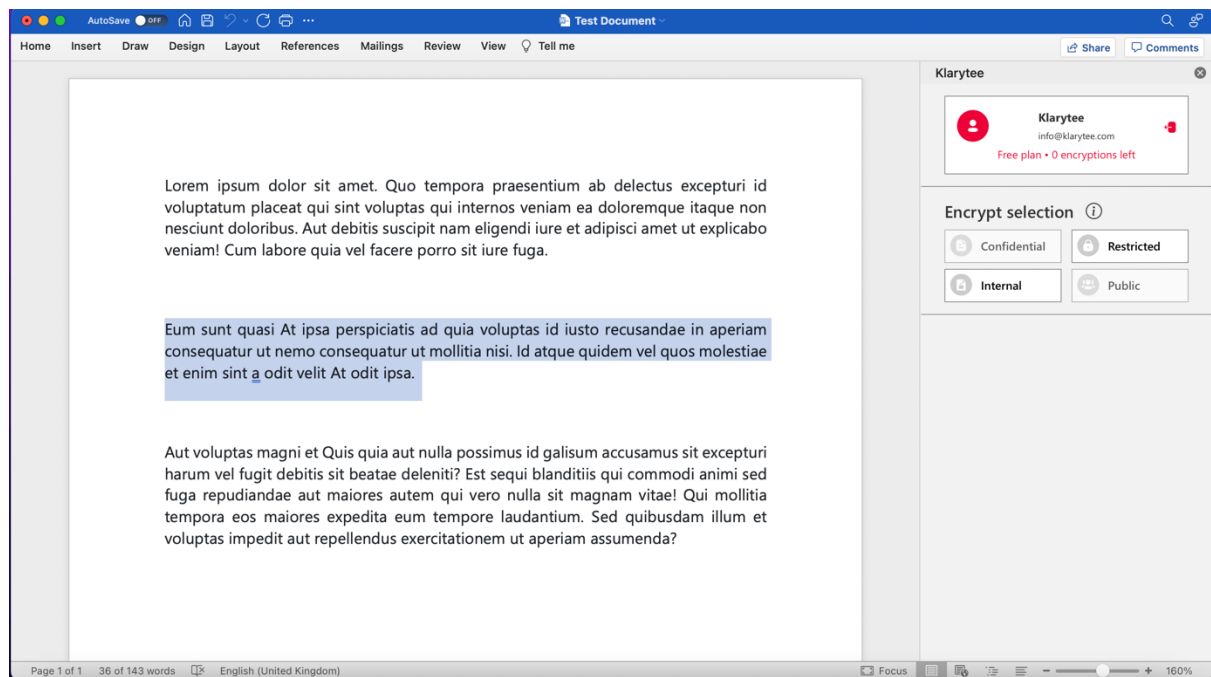 AutoSave OFF Test Document
Home Insert Draw Design Layout References Mailings Review View Tell me Share Comments
Klarytee
Klarytee
info@klarytee.com
Free plan • 0 encryptions left
Encrypt selection
Confidential Restricted
Internal Public
Lorem ipsum dolor sit amet. Quo tempora praesentium ab delectus excepturi id
voluptatum placeat qui sint voluptas qui internos veniam ea doloremque itaque non
nesciunt doloribus. Aut debitis suscipit nam eligendi iure et adipisci amet ut explicabo
veniam! Cum labore quia vel facere porro sit iure fuga.
Eum sunt quasi At ipsa perspiciatis ad quia voluptas id iusto recusandae in aperiam
consequatur ut nemo consequatur ut mollitia nisi. Id atque quidem vel quos molestiae
et enim sint a odit velit At odit ipsa.
Aut voluptas magni et Quis quia aut nulla possimus id galisum accusamus sit excepturi
harum vel fugit debitis sit beatae deleniti? Est sequi blanditiis qui commodi animi sed
fuga repudiandae aut maiores autem qui vero nulla sit magnam vitae! Qui mollitia
tempora eos maiores expedita eum tempore laudantium. Sed quibusdam illum et
voluptas impedit aut repellendus exercitationem ut aperiam assumenda?
Page 1 of 1 36 of 143 words English (United Kingdom) Focus 160%